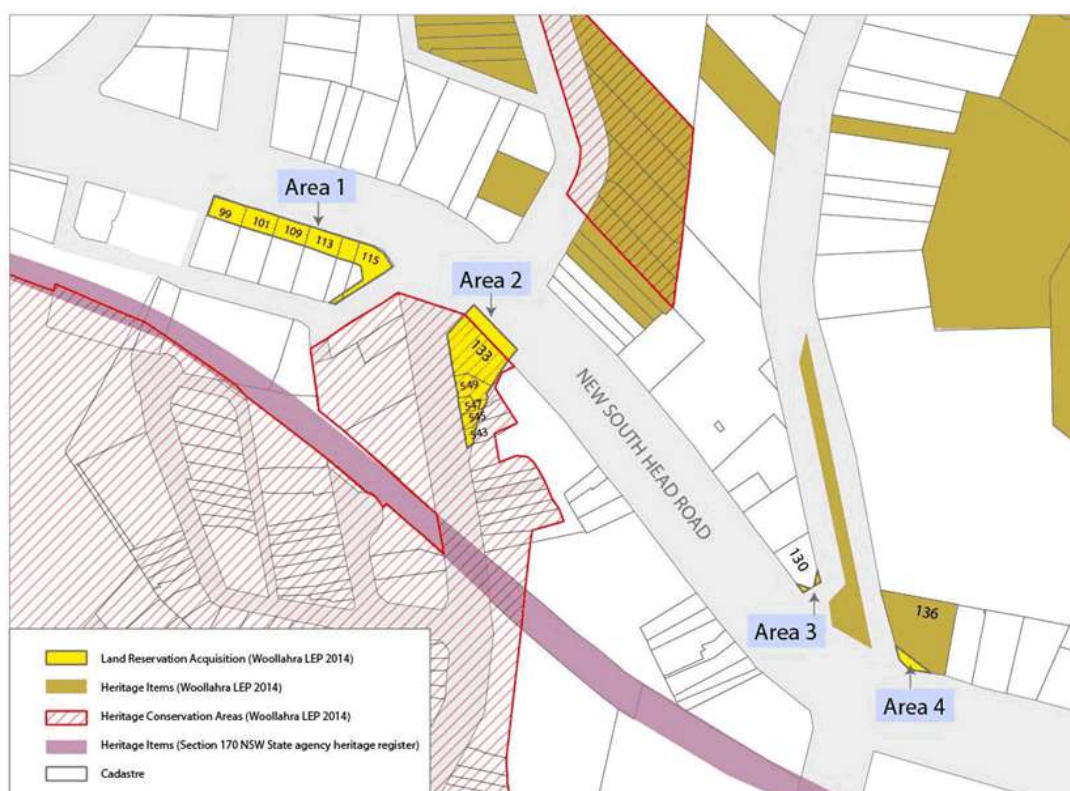 Area 1
99
101
109
113
115
Area 2
133
549
547
545
543
NEW SOUTH HEAD ROAD
130
Area 3
136
Area 4
Land Reservation Acquisition (Woollahra LEP 2014)
Heritage Items (Woollahra LEP 2014)
Heritage Conservation Areas (Woollahra LEP 2014)
Heritage Items (Section 170 NSW State agency heritage register)
Cadastre